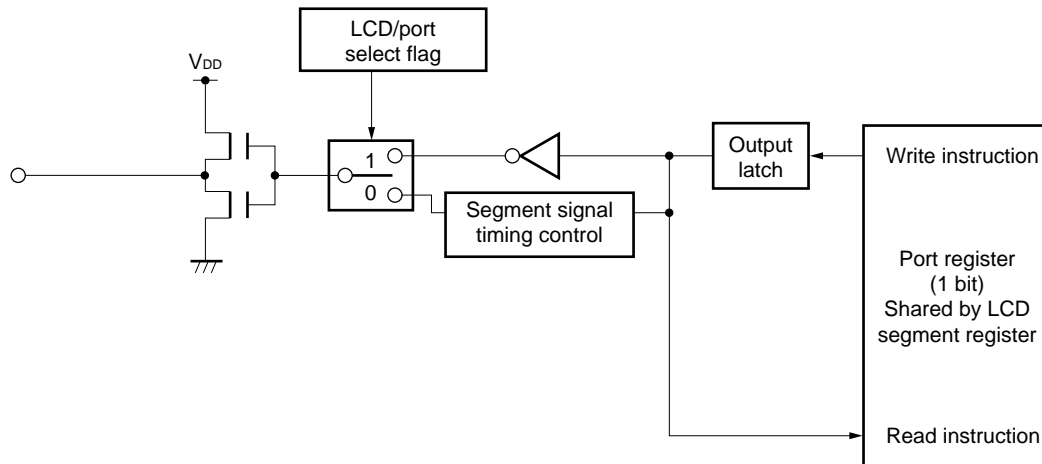 LCD/port
select flag
VDD
1
0
Output
latch
Write instruction
Segment signal
timing control
Port register
(1 bit)
Shared by LCD
segment register
Read instruction